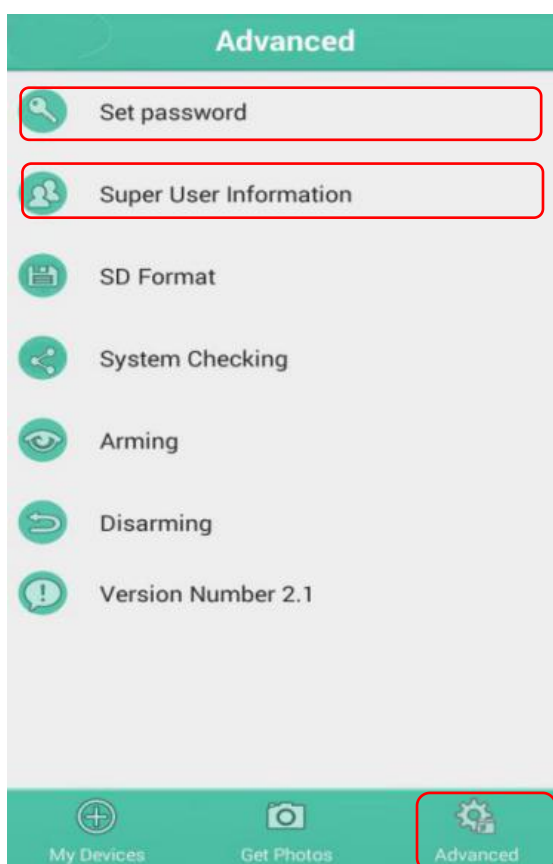 Advanced
Set password
Super User Information
SD Format
System Checking
Arming
Disarming
Version Number 2.1
My Devices
Get Photos
Advanced